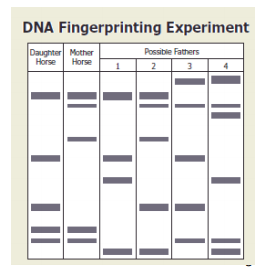 DNA Fingerprinting Experiment
Daughter Horse
Mother Horse
Possible Fathers
1 2 3 4